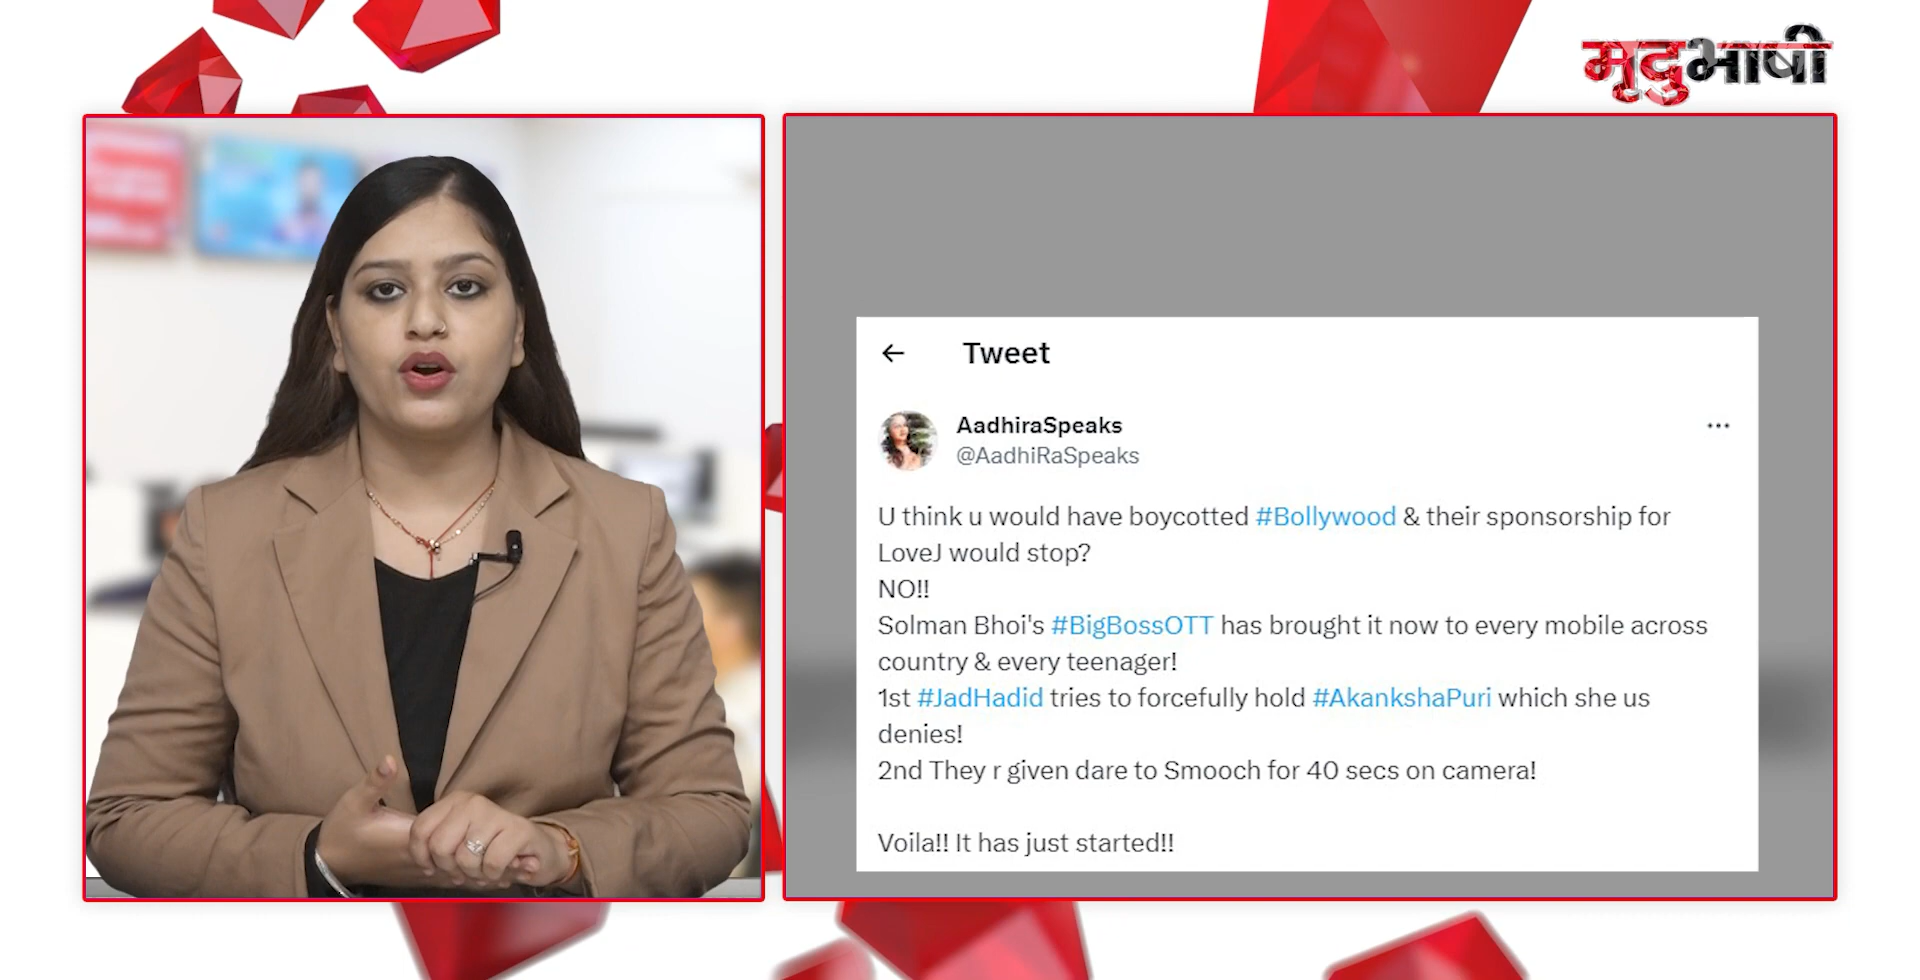 मृदुभाषी
← Tweet
AadhiraSpeaks
@AadhiRaSpeaks
U think u would have boycotted #Bollywood & their sponsorship for
LoveJ would stop?
NO!!
Solman Bhoi's #BigBossOTT has brought it now to every mobile across
country & every teenager!
1st #JadHadid tries to forcefully hold #AkankshaPuri which she us
denies!
2nd They r given dare to Smooch for 40 secs on camera!
Voila!! It has just started!!